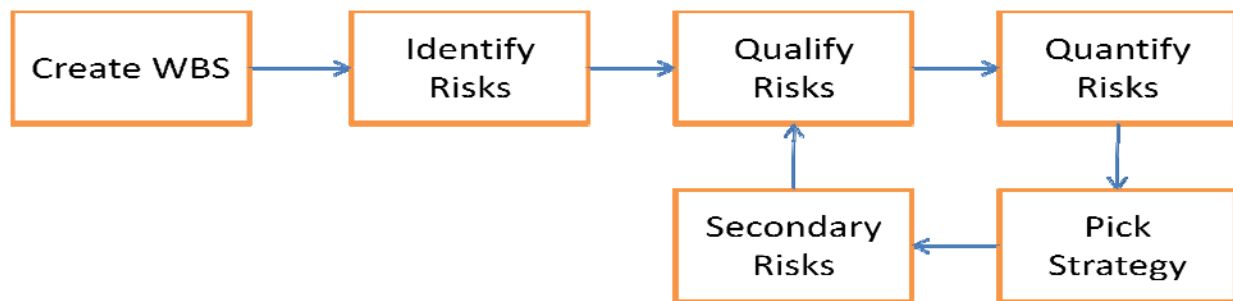 Create WBS
Identify
Risks
Qualify
Risks
Quantify
Risks
Secondary
Risks
Pick
Strategy